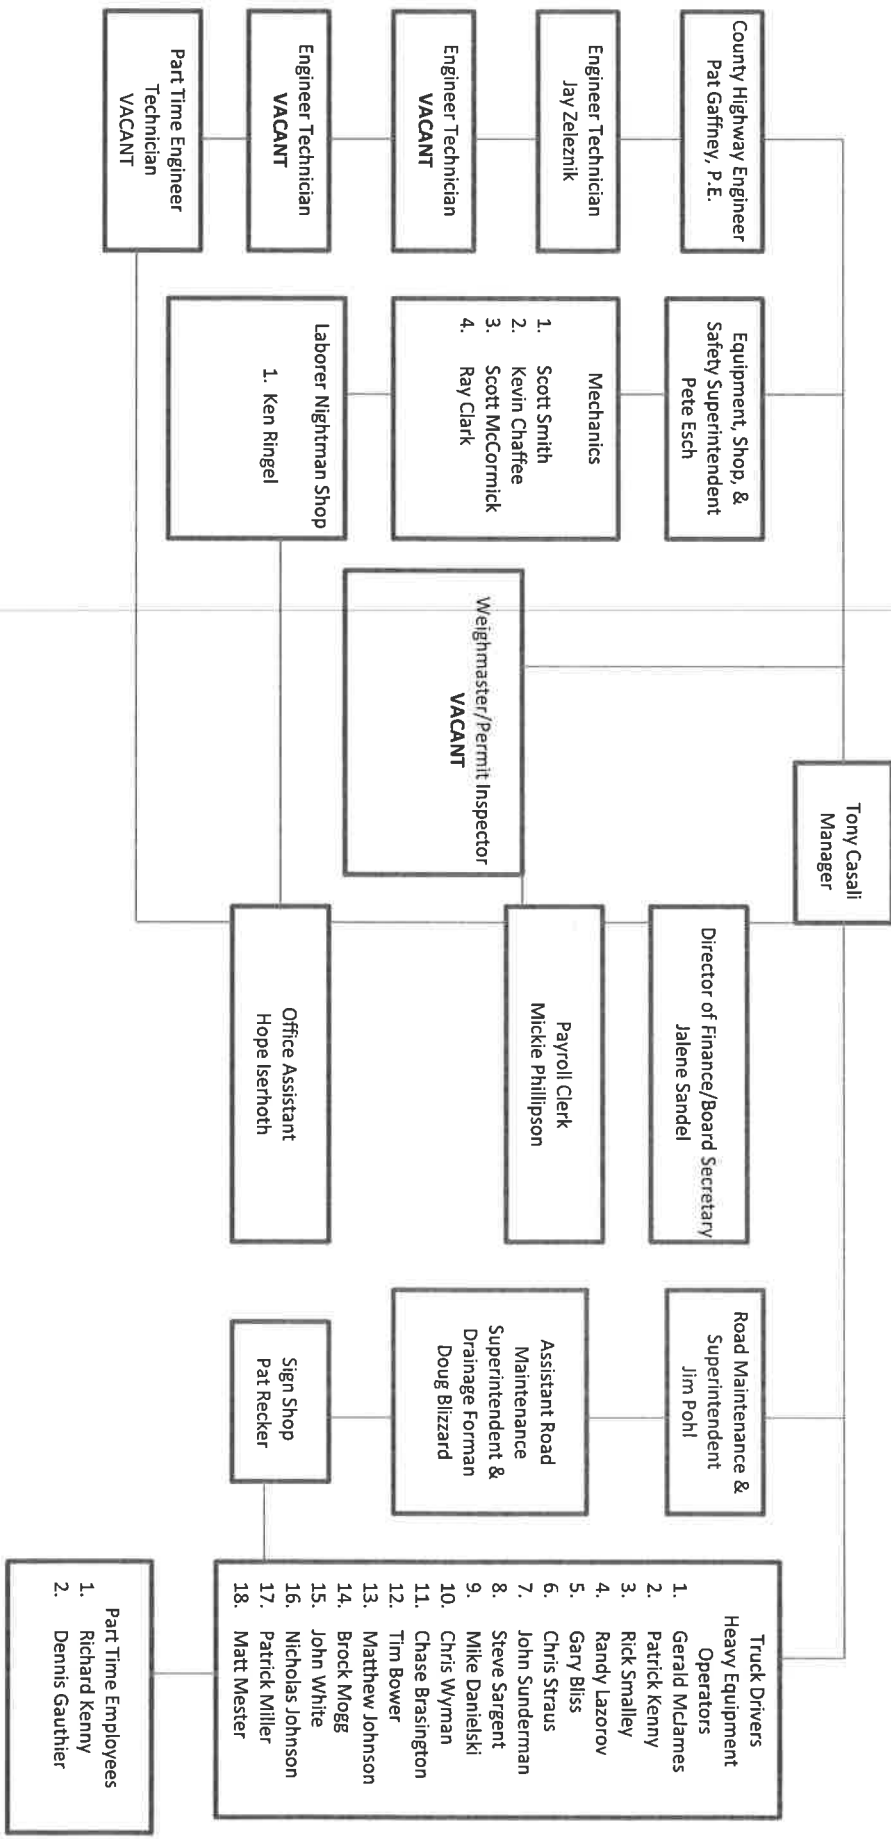 Tony Casali
Manager
County Highway Engineer
Pat Gaffney, P.E.
Engineer Technician
Jay Zeleznik
Engineer Technician
VACANT
Engineer Technician
VACANT
Part Time Engineer
Technician
VACANT
Equipment, Shop, &
Safety Superintendent
Pete Esch
Mechanics
1. Scott Smith
2. Kevin Chaffee
3. Scott McCormick
4. Ray Clark
Laborer Nightman Shop
1. Ken Ringel
Weighmaster/Permit Inspector
VACANT
Director of Finance/Board Secretary
Jalene Sandel
Payroll Clerk
Mickie Phillipson
Office Assistant
Hope Iserhoth
Road Maintenance &
Superintendent
Jim Pohl
Assistant Road
Maintenance
Superintendent &
Drainage Forman
Doug Blizzard
Sign Shop
Pat Recker
Truck Drivers
Heavy Equipment
Operators
1. Gerald McJames
2. Patrick Kenny
3. Rick Smalley
4. Randy Lazorov
5. Gary Bliss
6. Chris Straus
7. John Sunderman
8. Steve Sargent
9. Mike Danielski
10. Chris Wyman
11. Chase Brasington
12. Tim Bower
13. Matthew Johnson
14. Brock Mogg
15. John White
16. Nicholas Johnson
17. Patrick Miller
18. Matt Mester
Part Time Employees
1. Richard Kenny
2. Dennis Gauthier